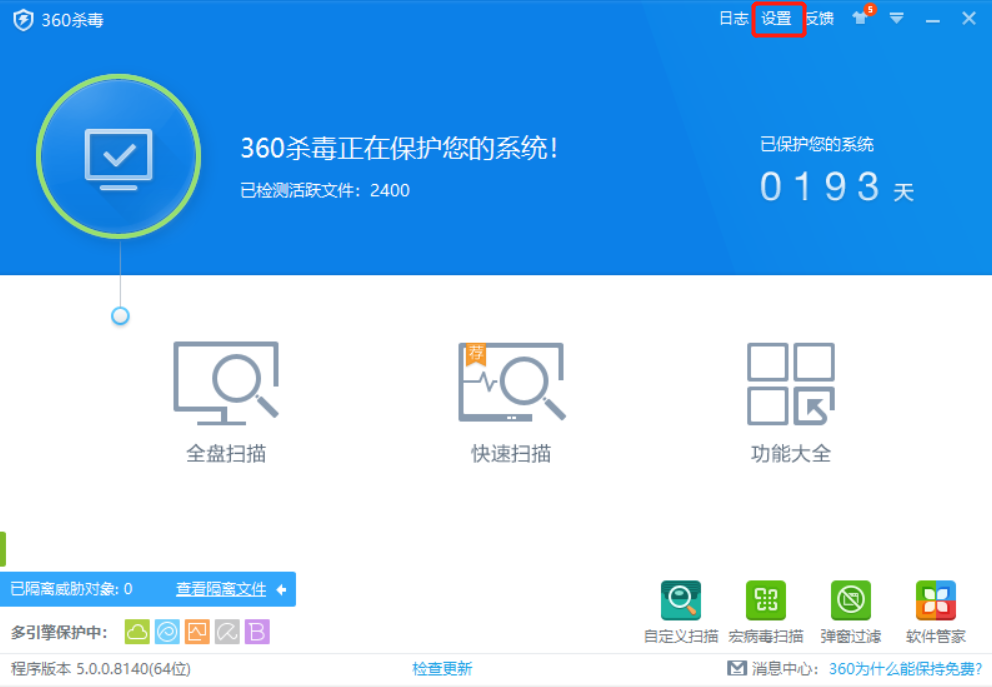 360杀毒
日志 设置 反馈 5
360杀毒正在保护您的系统!
已检测活跃文件: 2400
已保护您的系统
0193 天
荐
全盘扫描 快速扫描 功能大全
已隔离威胁对象: 0 查看隔离文件
多引擎保护中:
B
自定义扫描 宏病毒扫描 弹窗过滤 软件管家
程序版本 5.0.0.8140(64位) 检查更新 消息中心: 360为什么能保持免费?